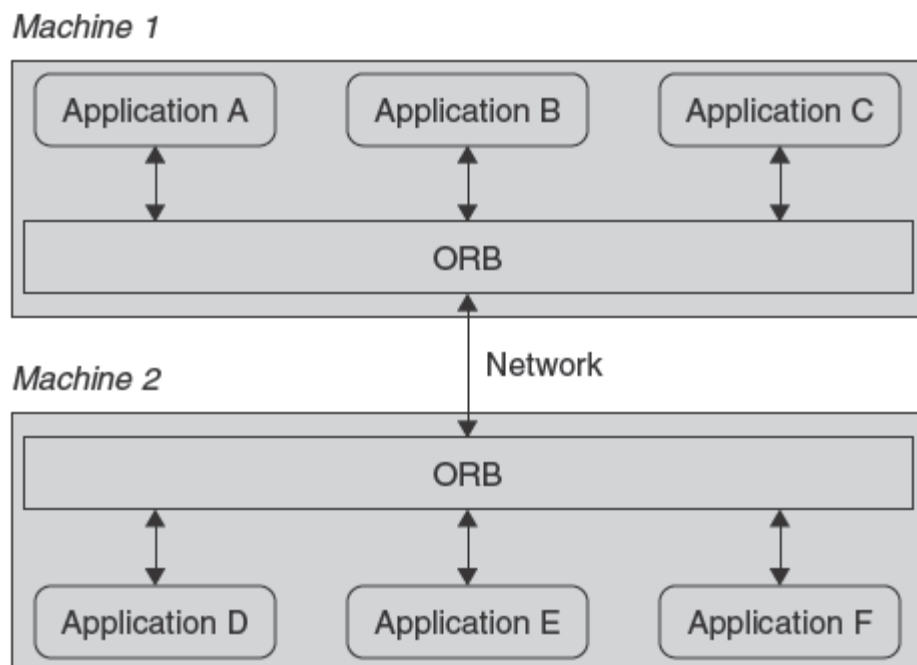 Machine 1
Application A
Application B
Application C
ORB
Network
Machine 2
ORB
Application D
Application E
Application F